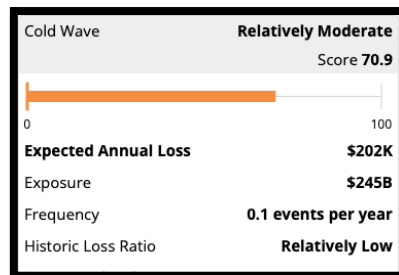 Cold Wave Relatively Moderate
Score 70.9
0 100
Expected Annual Loss $202K
Exposure $245B
Frequency 0.1 events per year
Historic Loss Ratio Relatively Low